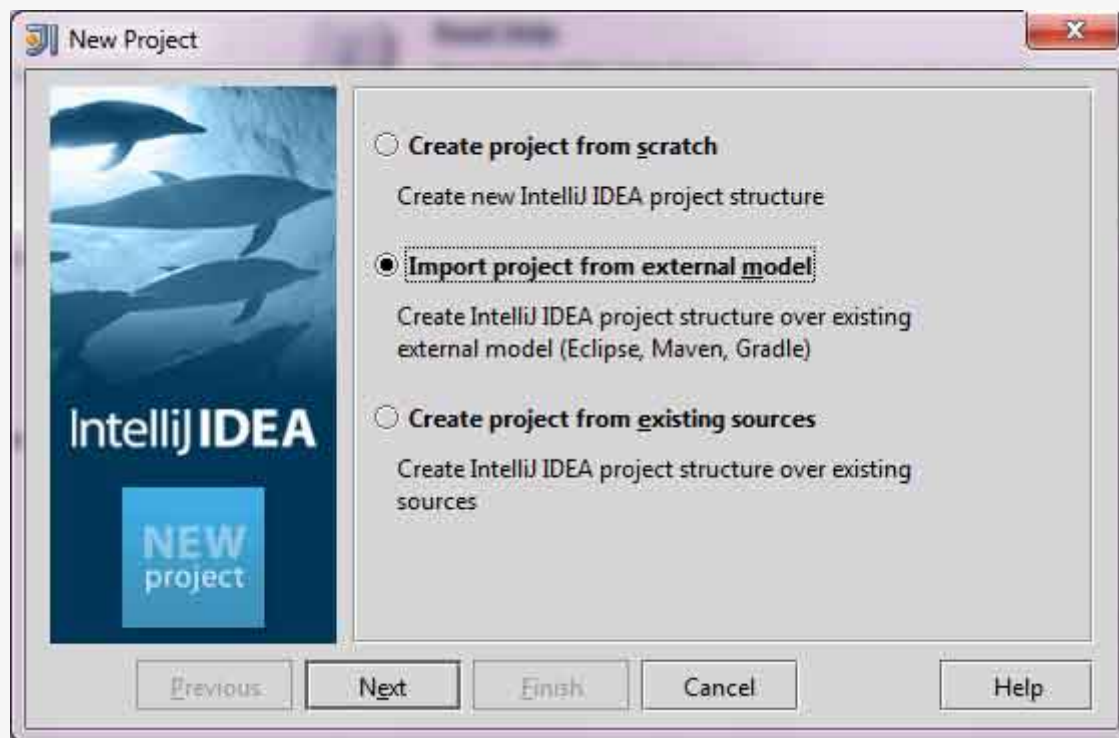 New Project
Create project from scratch
Create new IntelliJ IDEA project structure
Import project from external model
Create IntelliJ IDEA project structure over existing
external model (Eclipse, Maven, Gradle)
Create project from existing sources
Create IntelliJ IDEA project structure over existing
sources
IntelliJ IDEA
NEW
project
Previous
Next
Finish
Cancel
Help